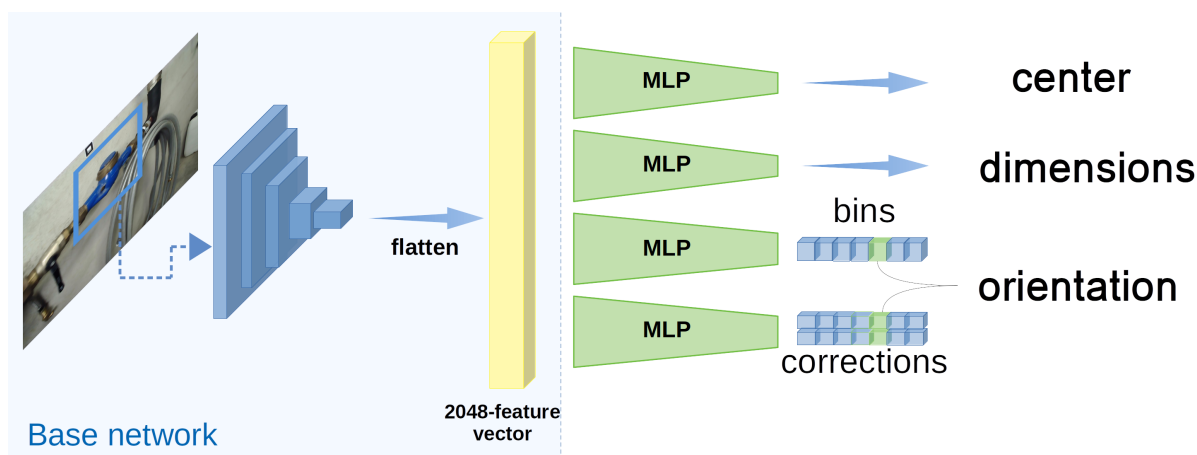 MLP
center
MLP
dimensions
bins
MLP
flatten
orientation
MLP
corrections
2048-feature
vector
Base network